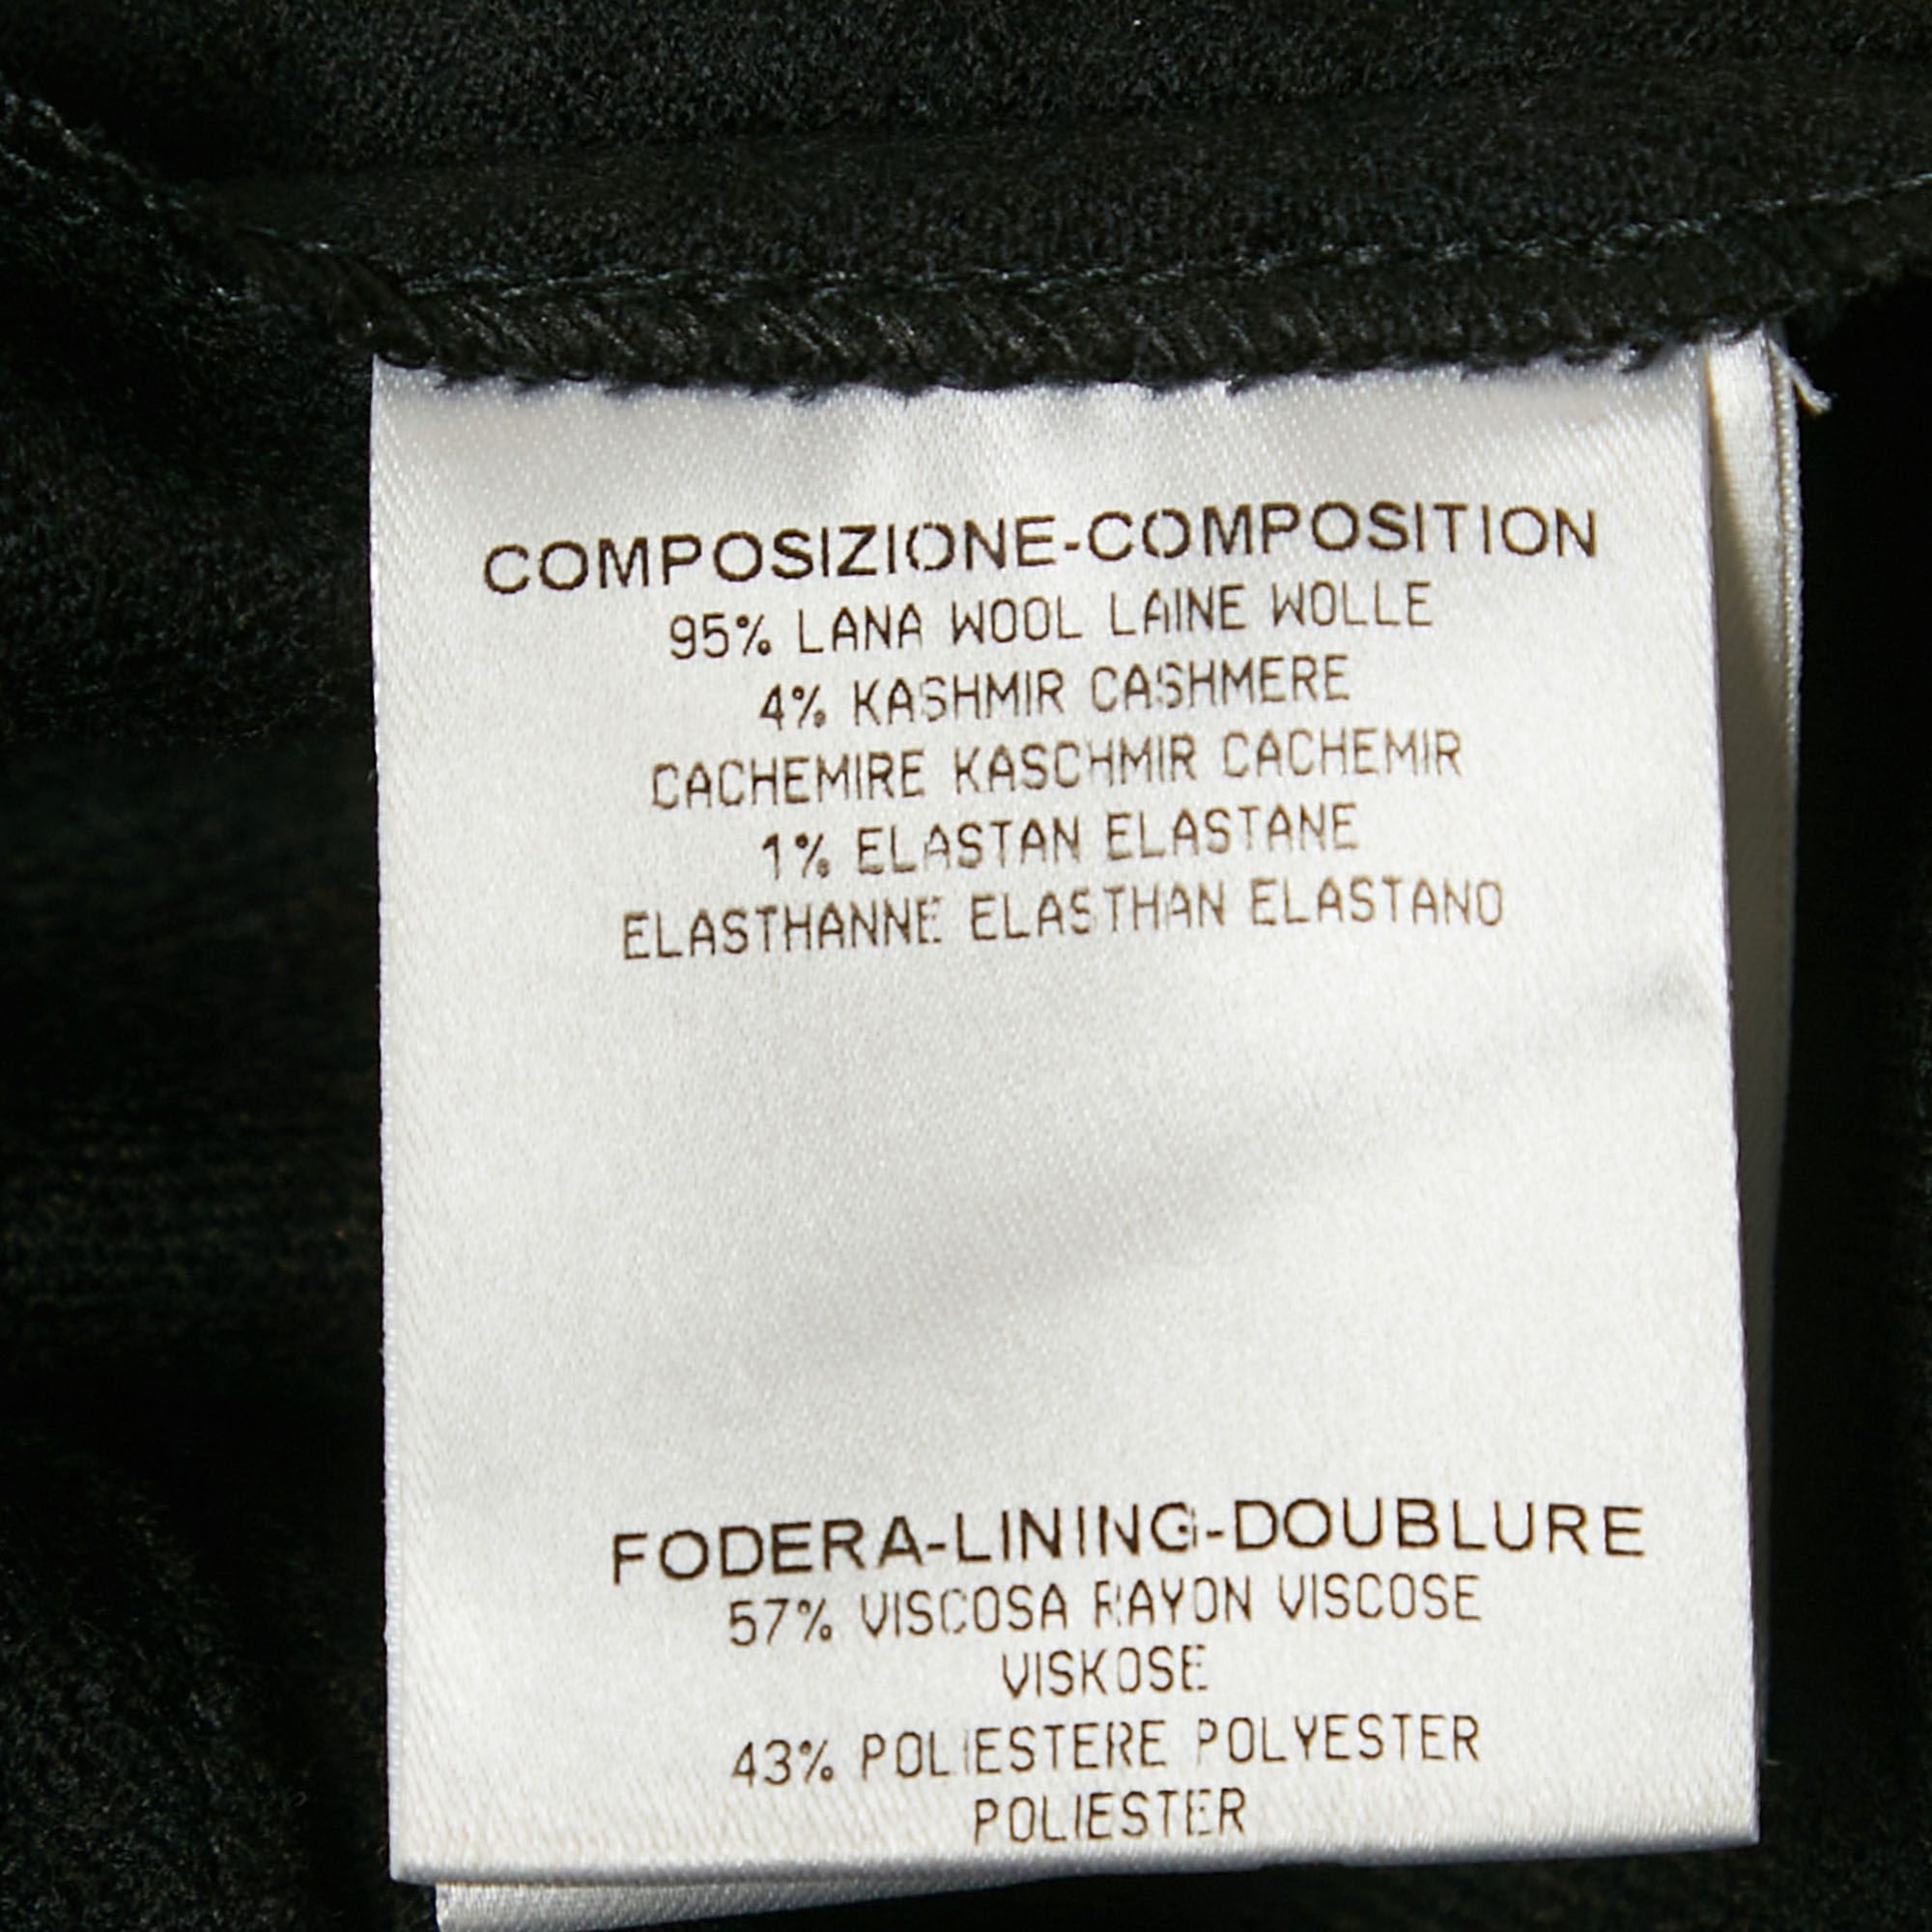 COMPOSIZIONE-COMPOSITION
95% LANA WOOL LAINE WOLLE
4% KASHMIR CASHMERE
CACHEMIRE KASCHMIR CACHEMIR
1% ELASTAN ELASTANE
ELASTHANNE ELASTHAN ELASTANO
FODERA-LINING-DOUBLURE
57% VISCOSA RAYON VISCOSE
VISKOSE
43% POLIESTERE POLYESTER
POLIESTER